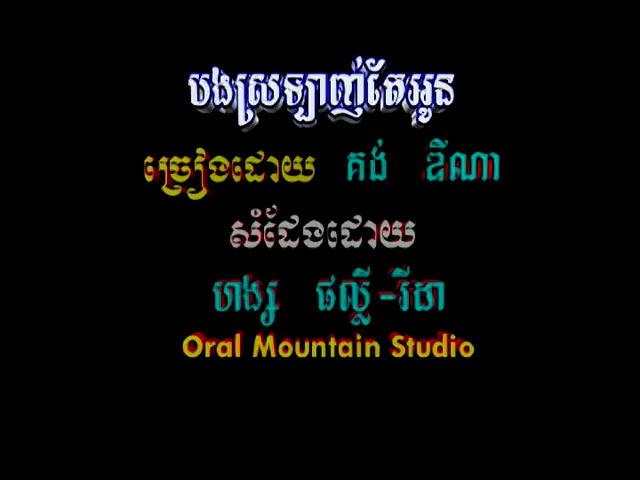 បងស្រឡាញ់តែអូន
ច្រៀងដោយ គង់ ឌីណា
សំដែងដោយ
ហង្ស ផល្លី-រីដា
Oral Mountain Studio